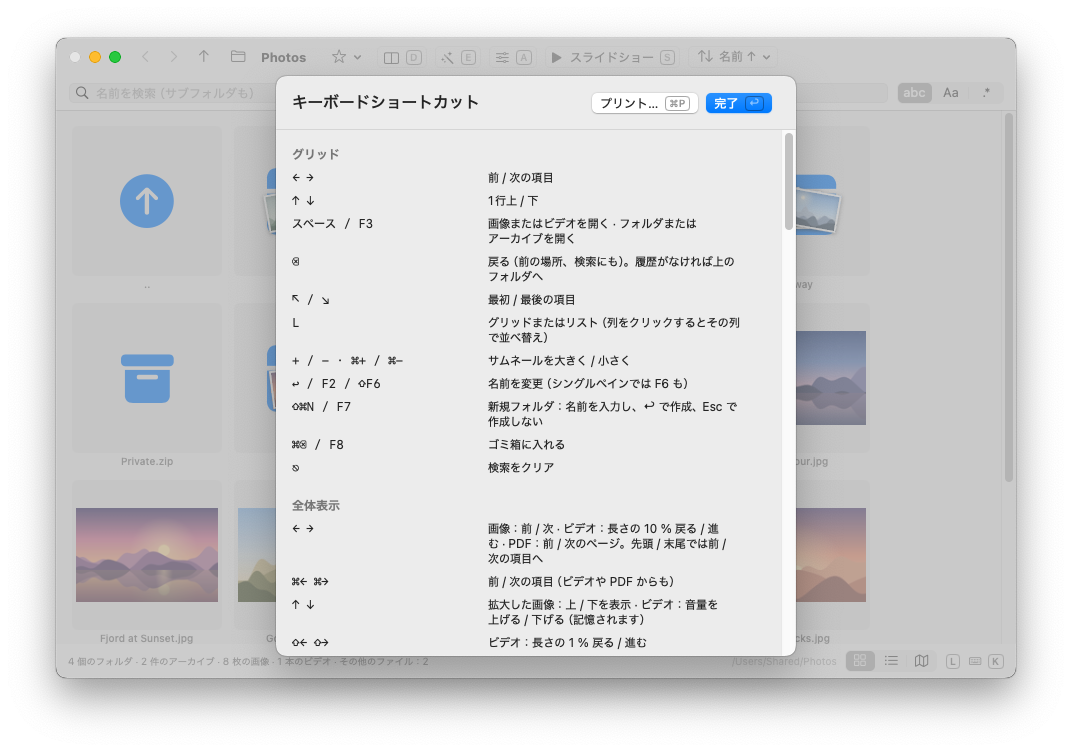 Photos
D
E
A
スライドショー S
名前
名前を検索（サブフォルダも）
abc
Aa
.*
キーボードショートカット
プリント… ⌘P
完了 ↩
グリッド
← → 前 / 次の項目
↑ ↓ 1行上 / 下
スペース / F3 画像またはビデオを開く · フォルダまたは
アーカイブを開く
⌫ 戻る（前の場所、検索にも）。履歴がなければ上の
フォルダへ
↖ / ↘ 最初 / 最後の項目
L グリッドまたはリスト（列をクリックするとその列
で並べ替え）
+ / − · ⌘+ / ⌘− サムネールを大きく / 小さく
↩ / F2 / ⇧F6 名前を変更（シングルペインでは F6 も）
⇧⌘N / F7 新規フォルダ：名前を入力し、↩ で作成、Esc で
作成しない
⌘⌫ / F8 ゴミ箱に入れる
⎋ 検索をクリア
全体表示
← → 画像：前 / 次 · ビデオ：長さの 10 % 戻る / 進
む · PDF：前 / 次のページ。先頭 / 末尾では前 /
次の項目へ
⌘← ⌘→ 前 / 次の項目（ビデオや PDF からも）
↑ ↓ 拡大した画像：上 / 下を表示 · ビデオ：音量を
上げる / 下げる（記憶されます）
⇧← ⇧→ ビデオ：長さの 1 % 戻る / 進む
..
way
Private.zip
our.jpg
Fjord at Sunset.jpg
cks.jpg
4 個のフォルダ · 2 件のアーカイブ · 8 枚の画像 · 1 本のビデオ · その他のファイル：2
/Users/Shared/Photos
L
K